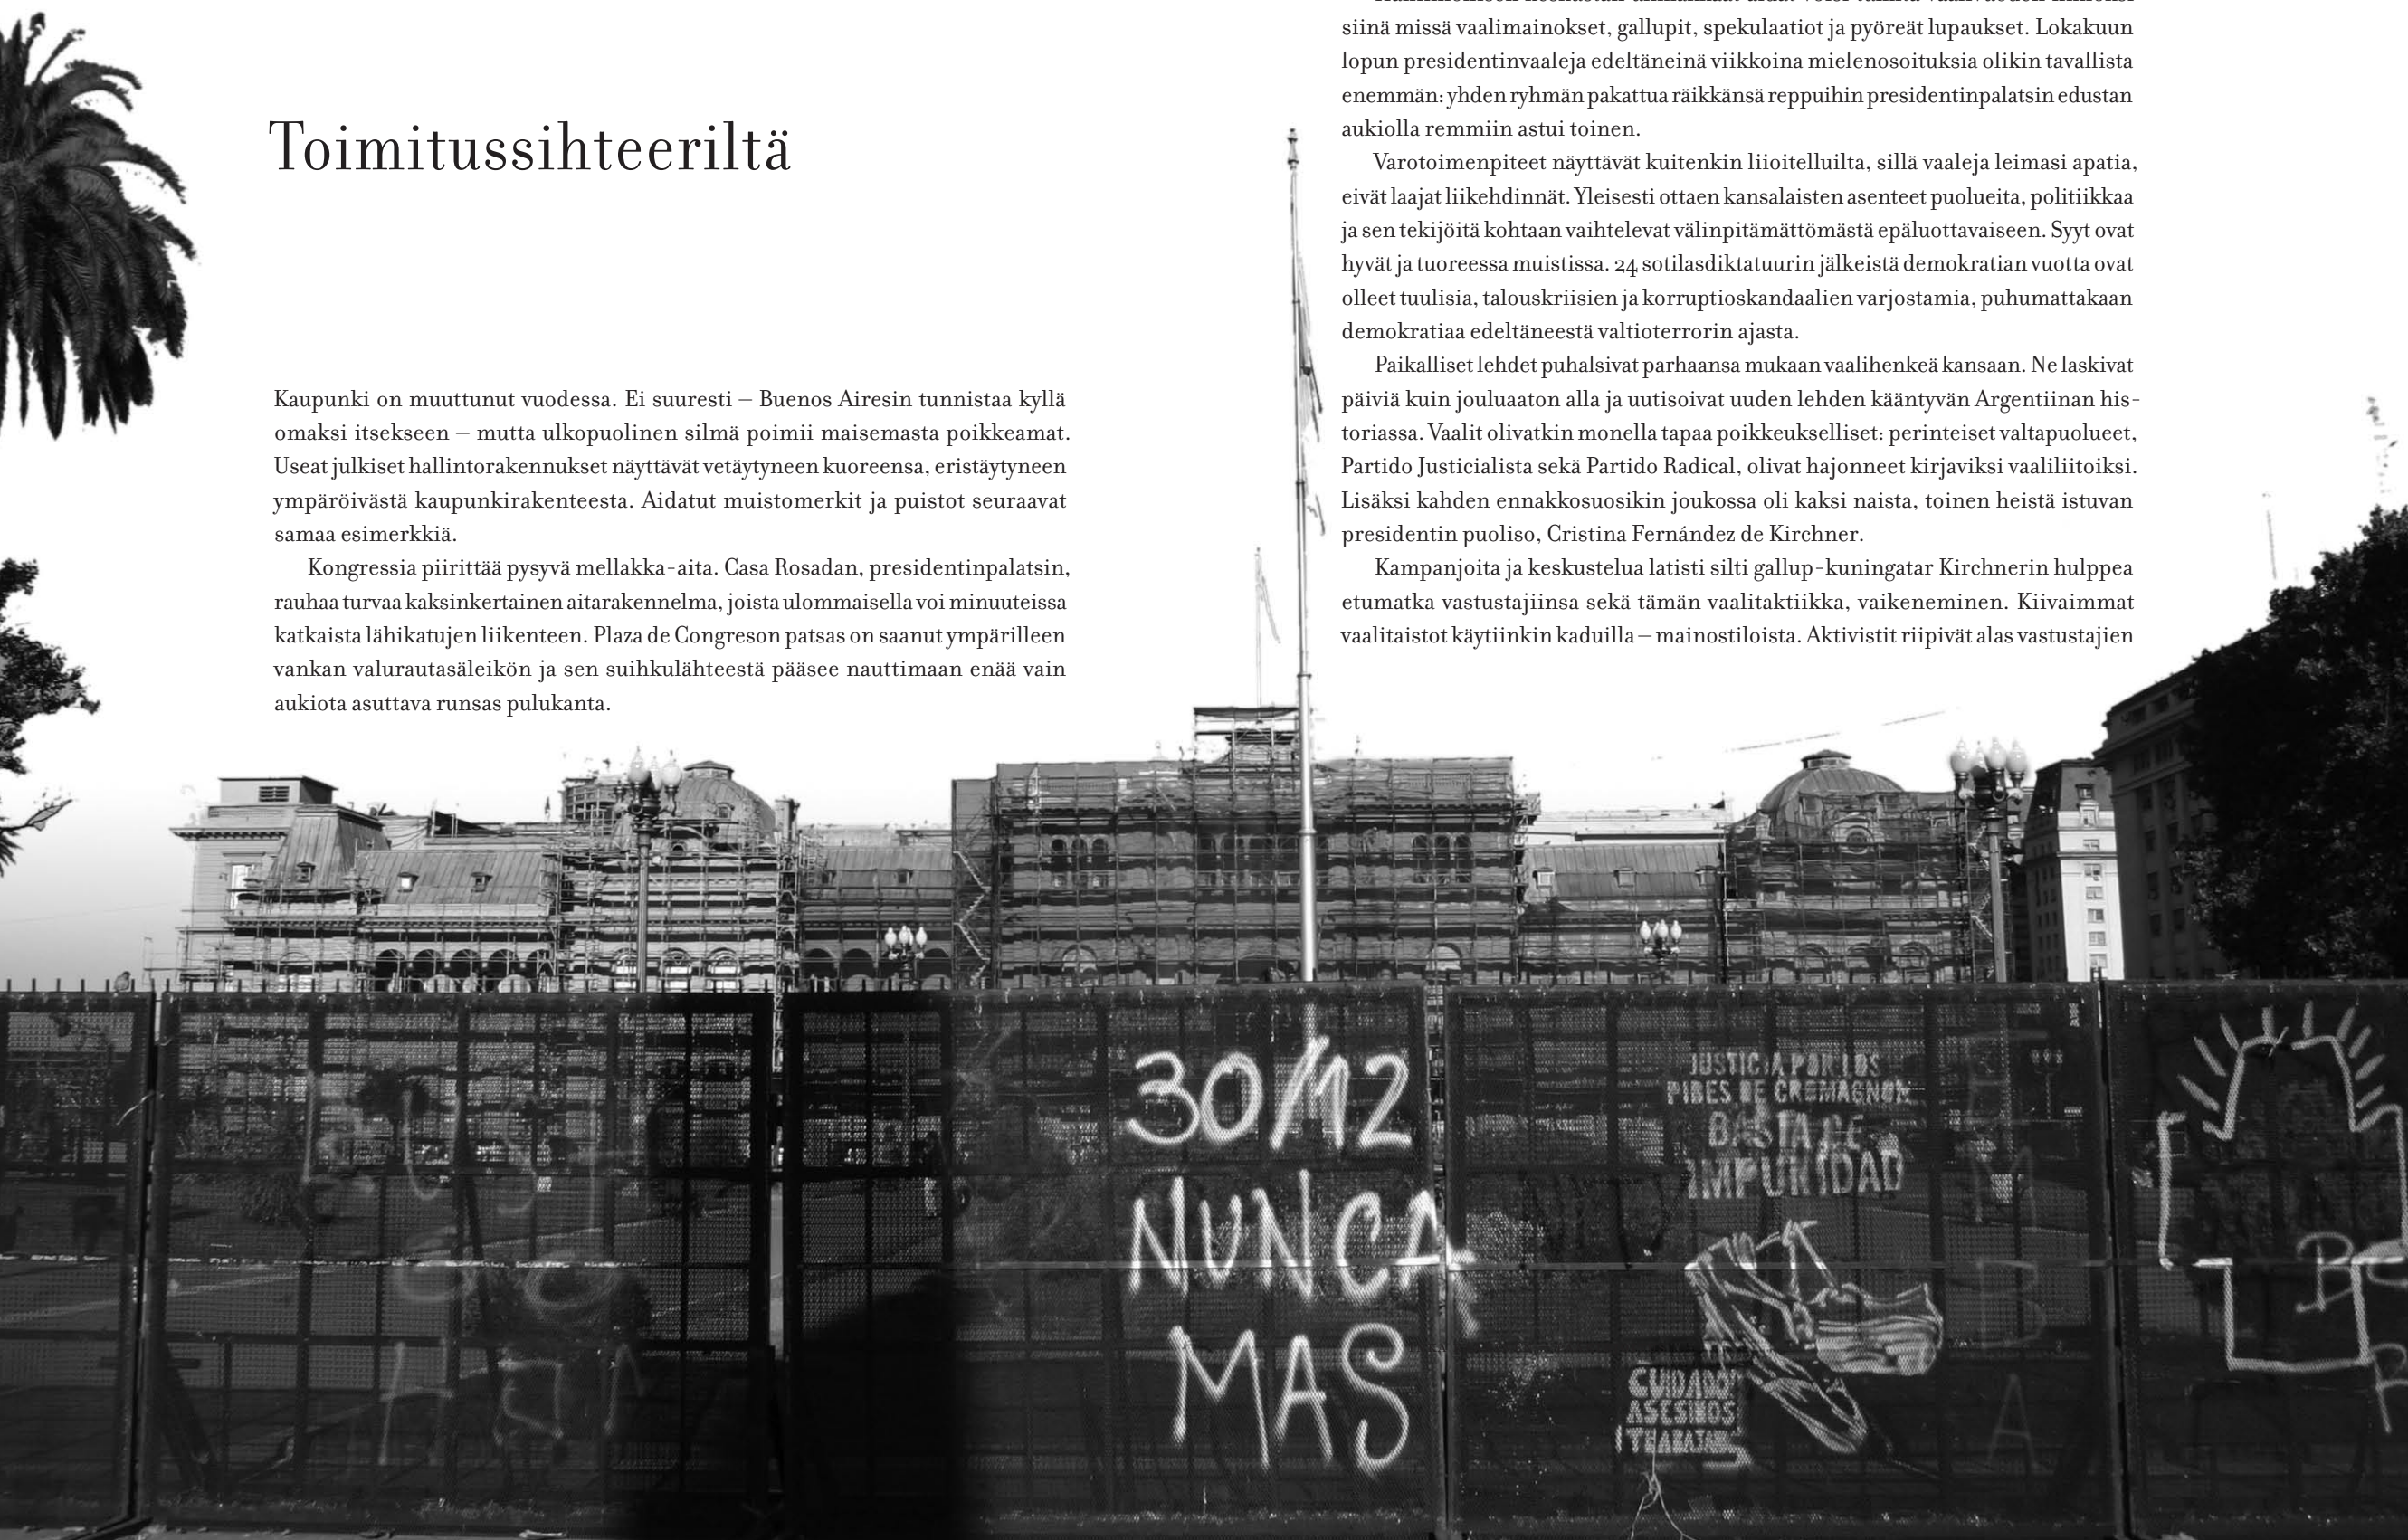 Toimitussihteeriltä
Kaupunki on muuttunut vuodessa. Ei suuresti – Buenos Airesin tunnistaa kyllä
omaksi itsekseen – mutta ulkopuolinen silmä poimii maisemasta poikkeamat.
Useat julkiset hallintorakennukset näyttävät vetäytyneen kuoreensa, eristäytyneen
ympäröivästä kaupunkirakenteesta. Aidatut muistomerkit ja puistot seuraavat
samaa esimerkkiä.
Kongressia piirittää pysyvä mellakka-aita. Casa Rosadan, presidentinpalatsin,
rauhaa turvaa kaksinkertainen aitarakennelma, joista ulommaisella voi minuuteissa
katkaista lähikatujen liikenteen. Plaza de Congreson patsas on saanut ympärilleen
vankan valurautasäleikön ja sen suihkulähteestä pääsee nauttimaan enää vain
aukiota asuttava runsas pulukanta.
siinä missä vaalimainokset, gallupit, spekulaatiot ja pyöreät lupaukset. Lokakuun
lopun presidentinvaaleja edeltäneinä viikkoina mielenosoituksia olikin tavallista
enemmän: yhden ryhmän pakattua räikkänsä reppuihin presidentinpalatsin edustan
aukiolla remmiin astui toinen.
Varotoimenpiteet näyttävät kuitenkin liioitelluilta, sillä vaaleja leimasi apatia,
eivät laajat liikehdinnät. Yleisesti ottaen kansalaisten asenteet puolueita, politiikkaa
ja sen tekijöitä kohtaan vaihtelevat välinpitämättömästä epäluottavaiseen. Syyt ovat
hyvät ja tuoreessa muistissa. 24 sotilasdiktatuurin jälkeistä demokratian vuotta ovat
olleet tuulisia, talouskriisien ja korruptioskandaalien varjostamia, puhumattakaan
demokratiaa edeltäneestä valtioterrorin ajasta.
Paikalliset lehdet puhalsivat parhaansa mukaan vaalihenkeä kansaan. Ne laskivat
päiviä kuin jouluaaton alla ja uutisoivat uuden lehden kääntyvän Argentiinan his-
toriassa. Vaalit olivatkin monella tapaa poikkeukselliset: perinteiset valtapuolueet,
Partido Justicialista sekä Partido Radical, olivat hajonneet kirjaviksi vaaliliitoiksi.
Lisäksi kahden ennakkosuosikin joukossa oli kaksi naista, toinen heistä istuvan
presidentin puoliso, Cristina Fernández de Kirchner.
Kampanjoita ja keskustelua latisti silti gallup-kuningatar Kirchnerin hulppea
etumatka vastustajiinsa sekä tämän vaalitaktiikka, vaikeneminen. Kiivaimmat
vaalitaistot käytiinkin kaduilla – mainostiloista. Aktivistit riipivät alas vastustajien
30/12
NUNCA
MAS
JUSTICIA POR LOS
PIBES DE CROMAGNON
BASTA DE
IMPUNIDAD
CUIDADO
ASESINOS